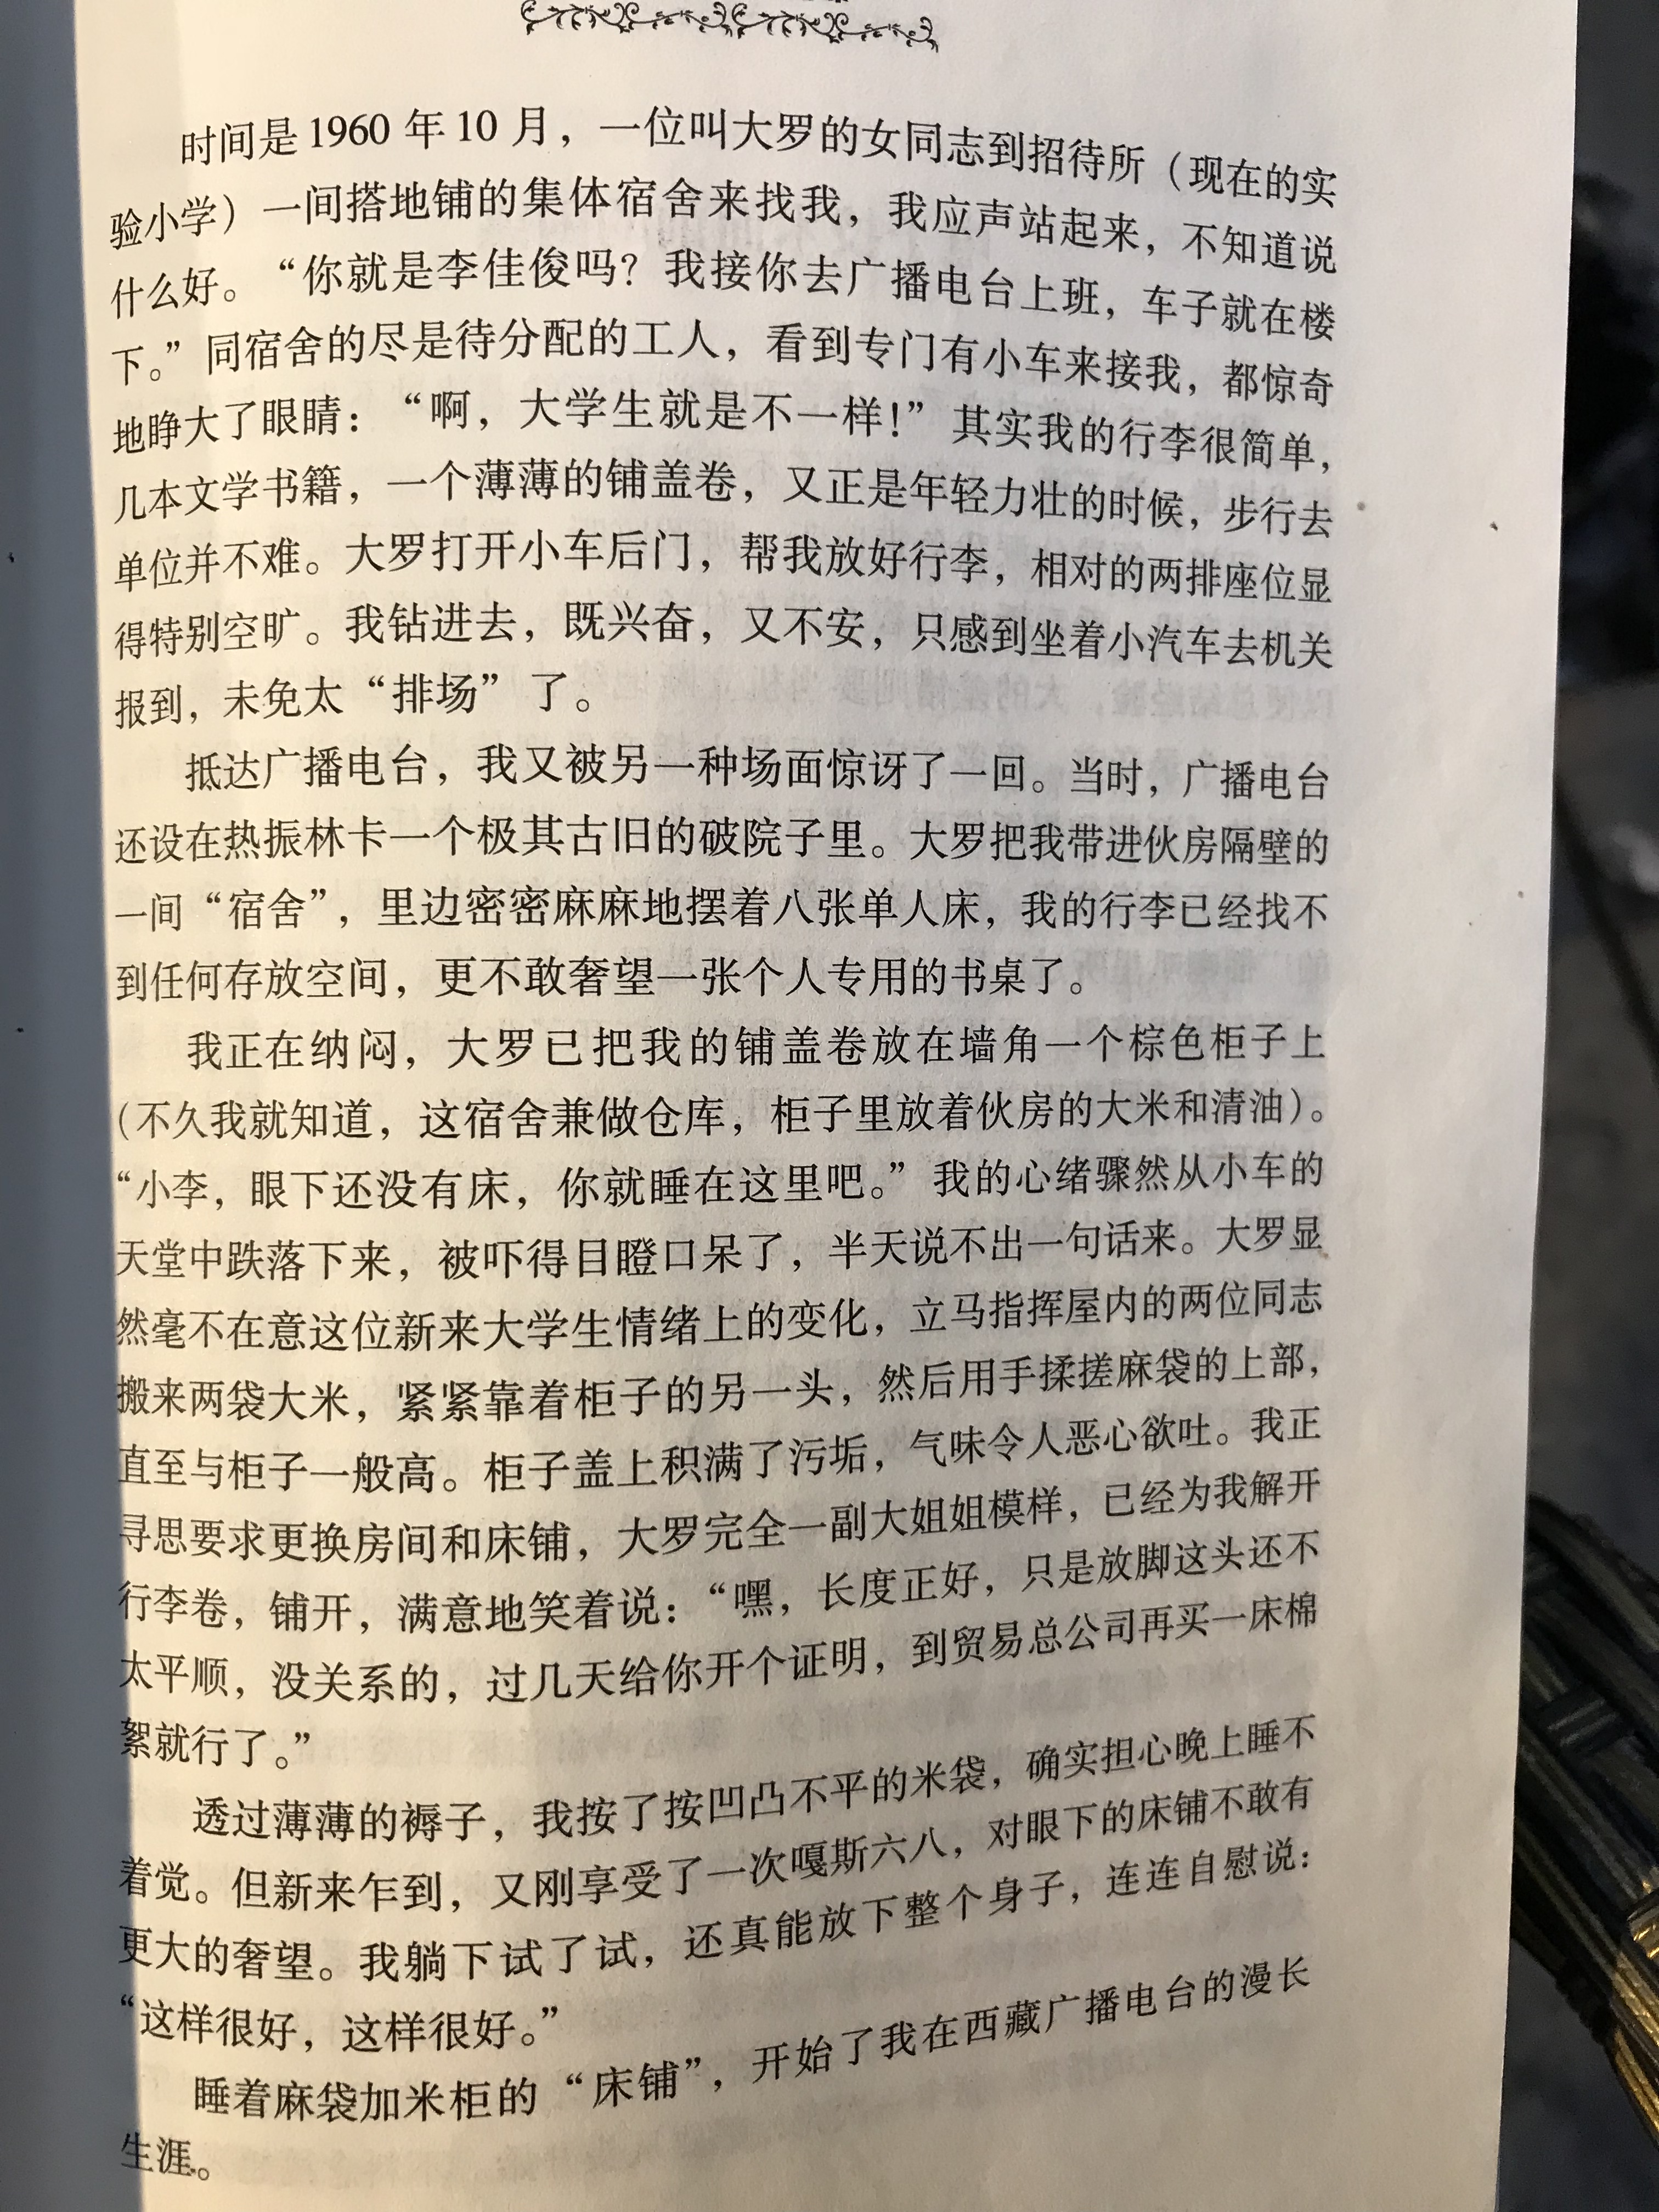 时间是1960年10月，一位叫大罗的女同志到招待所（现在的实
验小学）一间搭地铺的集体宿舍来找我，我应声站起来，不知道说
什么好。“你就是李佳俊吗？我接你去广播电台上班，车子就在楼
下。”同宿舍的尽是待分配的工人，看到专门有小车来接我，都惊奇
地睁大了眼睛：“啊，大学生就是不一样！”其实我的行李很简单，
几本文学书籍，一个薄薄的铺盖卷，又正是年轻力壮的时候，步行去
单位并不难。大罗打开小车后门，帮我放好行李，相对的两排座位显
得特别空旷。我钻进去，既兴奋，又不安，只感到坐着小汽车去机关
报到，未免太“排场”了。
抵达广播电台，我又被另一种场面惊讶了一回。当时，广播电台
还设在热振林卡一个极其古旧的破院子里。大罗把我带进伙房隔壁的
一间“宿舍”，里边密密麻麻地摆着八张单人床，我的行李已经找不
到任何存放空间，更不敢奢望一张个人专用的书桌了。
我正在纳闷，大罗已把我的铺盖卷放在墙角一个棕色柜子上
（不久我就知道，这宿舍兼做仓库，柜子里放着伙房的大米和清油）。
“小李，眼下还没有床，你就睡在这里吧。”我的心绪骤然从小车的
天堂中跌落下来，被吓得目瞪口呆了，半天说不出一句话来。大罗显
然毫不在意这位新来大学生情绪上的变化，立马指挥屋内的两位同志
搬来两袋大米，紧紧靠着柜子的另一头，然后用手揉搓麻袋的上部，
直至与柜子一般高。柜子盖上积满了污垢，气味令人恶心欲吐。我正
寻思要求更换房间和床铺，大罗完全一副大姐姐模样，已经为我解开
行李卷，铺开，满意地笑着说：“嘿，长度正好，只是放脚这头还不
太平顺，没关系的，过几天给你开个证明，到贸易总公司再买一床棉
絮就行了。”
透过薄薄的褥子，我按了按凹凸不平的米袋，确实担心晚上睡不
着觉。但新来乍到，又刚享受了一次嘎斯六八，对眼下的床铺不敢有
更大的奢望。我躺下试了试，还真能放下整个身子，连连自慰说：
“这样很好，这样很好。”
睡着麻袋加米柜的“床铺”，开始了我在西藏广播电台的漫长
生涯。